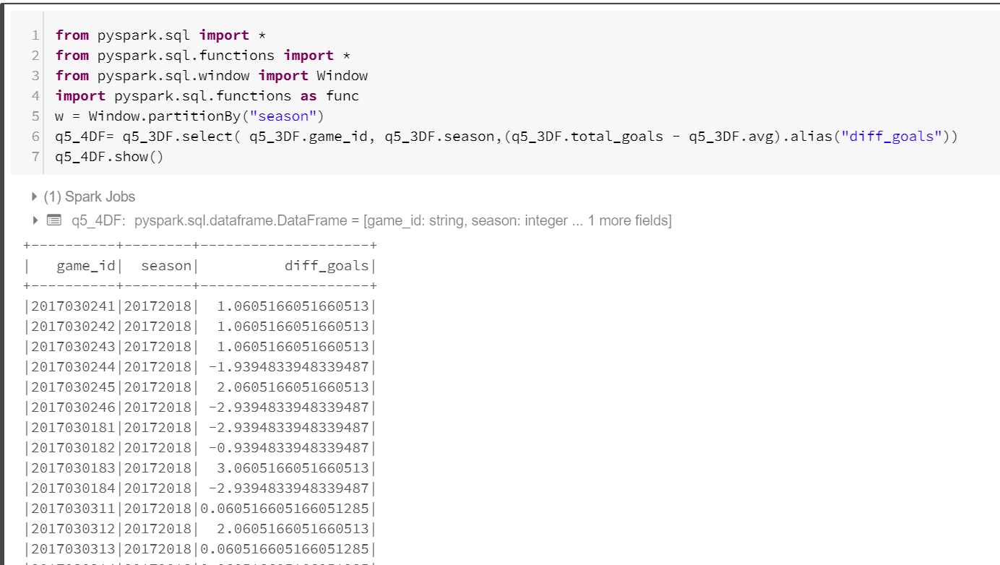 1 from pyspark.sql import *
2 from pyspark.sql.functions import *
3 from pyspark.sql.window import Window
4 import pyspark.sql.functions as func
5 w = Window.partitionBy("season")
6 q5_4DF= q5_3DF.select( q5_3DF.game_id, q5_3DF.season,(q5_3DF.total_goals - q5_3DF.avg).alias("diff_goals"))
7 q5_4DF.show()
(1) Spark Jobs
q5_4DF: pyspark.sql.dataframe.DataFrame = [game_id: string, season: integer ... 1 more fields]
+----------+--------+--------------------+
|   game_id|  season|          diff_goals|
+----------+--------+--------------------+
|2017030241|20172018|  1.0605166051660513|
|2017030242|20172018|  1.0605166051660513|
|2017030243|20172018|  1.0605166051660513|
|2017030244|20172018| -1.9394833948339487|
|2017030245|20172018|  2.0605166051660513|
|2017030246|20172018| -2.9394833948339487|
|2017030181|20172018| -2.9394833948339487|
|2017030182|20172018| -0.9394833948339487|
|2017030183|20172018|  3.0605166051660513|
|2017030184|20172018| -2.9394833948339487|
|2017030311|20172018|0.060516605166051285|
|2017030312|20172018|  2.0605166051660513|
|2017030313|20172018|0.060516605166051285|